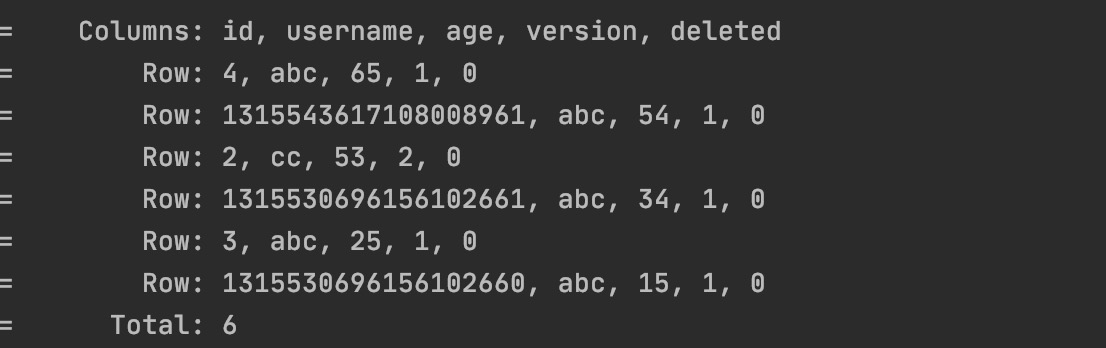 = Columns: id, username, age, version, deleted
= Row: 4, abc, 65, 1, 0
= Row: 1315543617108008961, abc, 54, 1, 0
= Row: 2, cc, 53, 2, 0
= Row: 1315530696156102661, abc, 34, 1, 0
= Row: 3, abc, 25, 1, 0
= Row: 1315530696156102660, abc, 15, 1, 0
= Total: 6